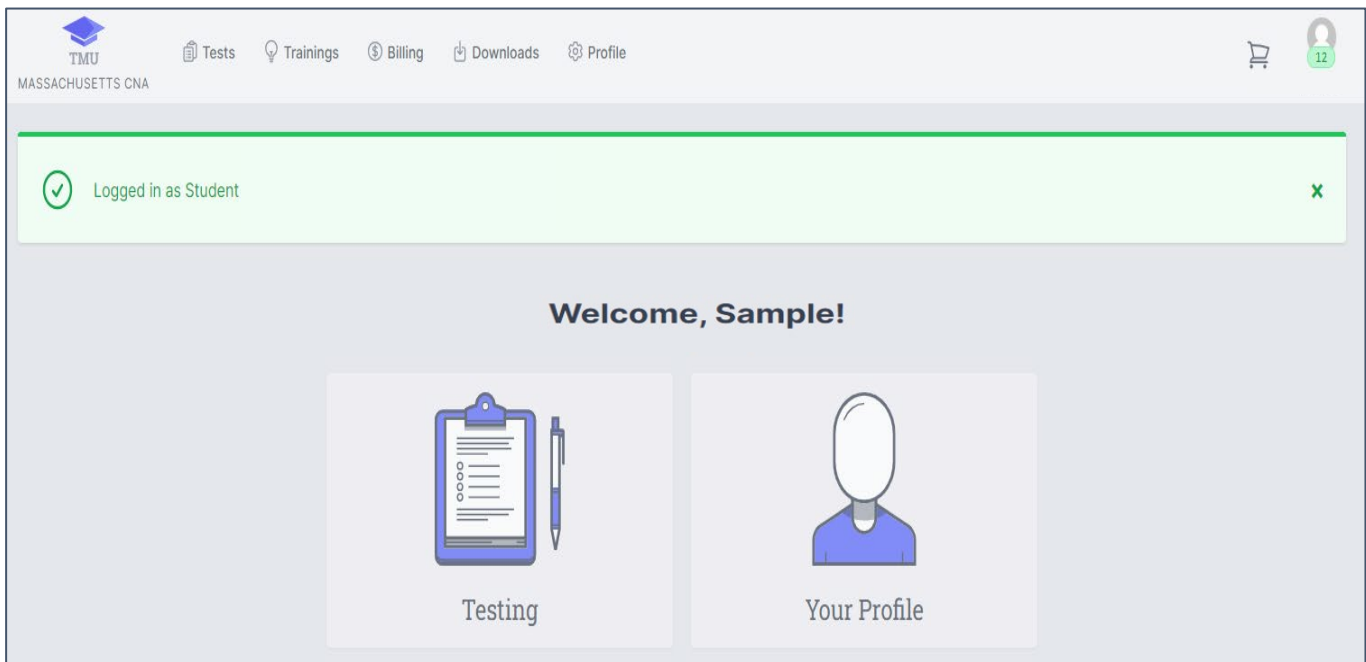 TMU
MASSACHUSETTS CNA
Tests Trainings Billing Downloads Profile
12
Logged in as Student
Welcome, Sample!
Testing
Your Profile